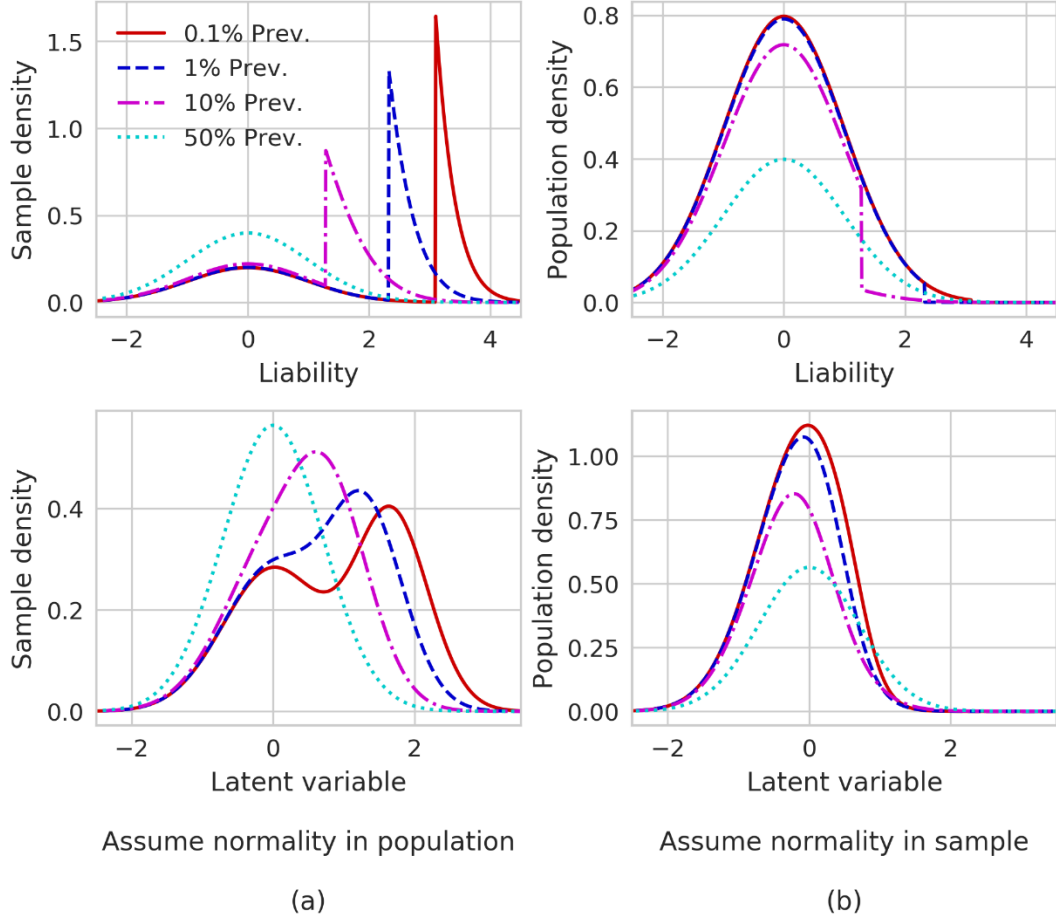 Sample density
1.5
1.0
0.5
0.0
0.1% Prev.
1% Prev.
10% Prev.
50% Prev.
−2 0 2 4
Liability
Population density
0.8
0.6
0.4
0.2
0.0
−2 0 2 4
Liability
Sample density
0.4
0.2
0.0
−2 0 2
Latent variable
Population density
1.00
0.75
0.50
0.25
0.00
−2 0 2
Latent variable
Assume normality in population
Assume normality in sample
(a)
(b)